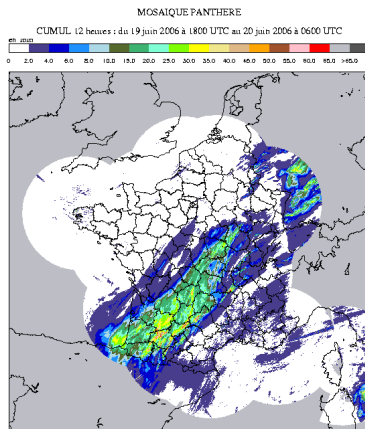 MOSAIQUE PANTHERE
CUMUL 12 heures : du 19 juin 2006 à 1800 UTC au 20 juin 2006 à 0600 UTC
en mm
0 2.0 4.0 6.0 8.0 10.0 15.0 20.0 25.0 30.0 35.0 40.0 45.0 50.0 55.0 60.0 65.0 >65.0